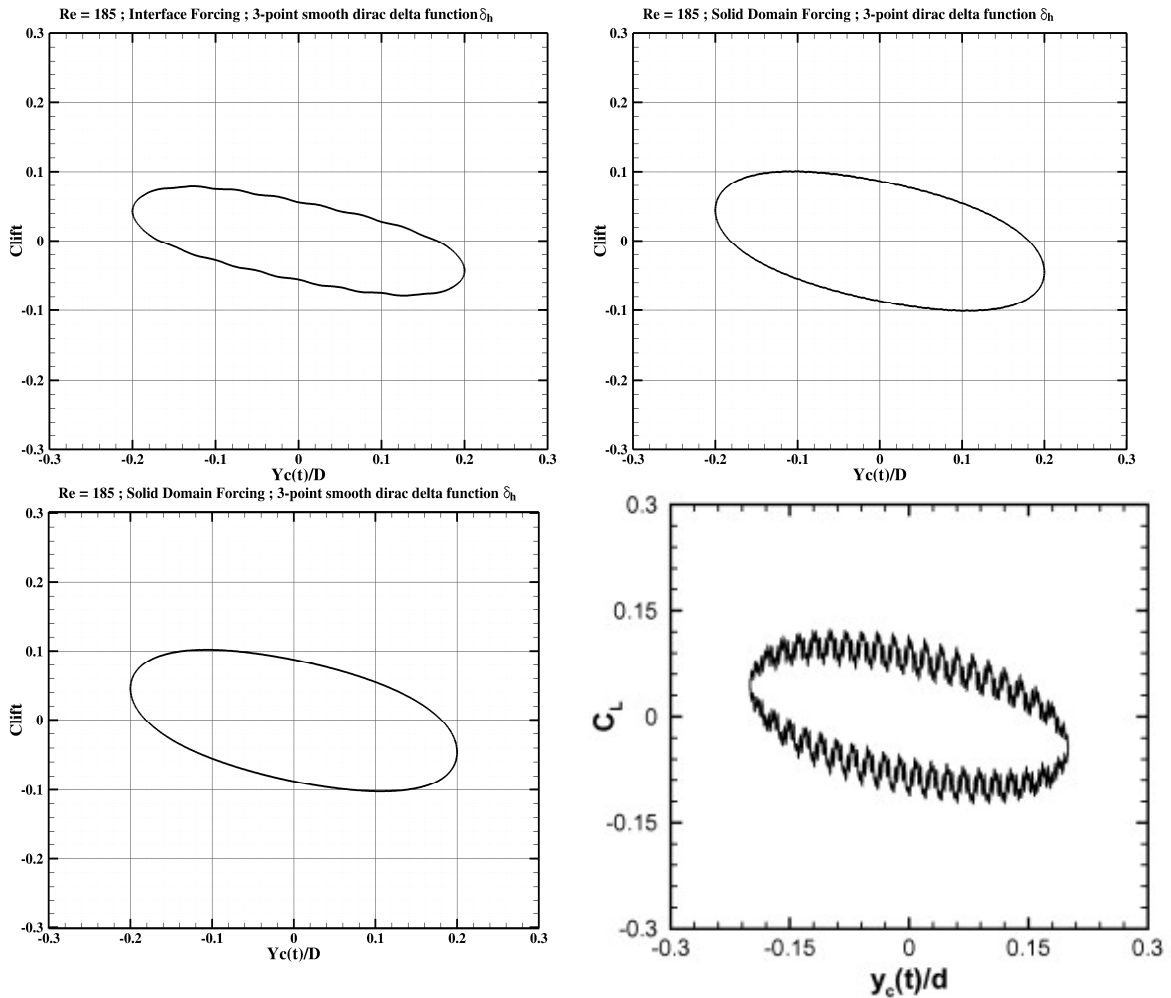 Re = 185 ; Interface Forcing ; 3-point smooth dirac delta function δh
0.3
0.2
0.1
0
-0.1
-0.2
-0.3
Clift
-0.3 -0.2 -0.1 0 0.1 0.2 0.3
Yc(t)/D
Re = 185 ; Solid Domain Forcing ; 3-point dirac delta function δh
0.3
0.2
0.1
0
-0.1
-0.2
-0.3
Clift
-0.3 -0.2 -0.1 0 0.1 0.2 0.3
Yc(t)/D
Re = 185 ; Solid Domain Forcing ; 3-point smooth dirac delta function δh
0.3
0.2
0.1
0
-0.1
-0.2
-0.3
Clift
-0.3 -0.2 -0.1 0 0.1 0.2 0.3
Yc(t)/D
0.3
0.15
0
-0.15
-0.3
CL
-0.3 -0.15 0 0.15 0.3
yc(t)/d